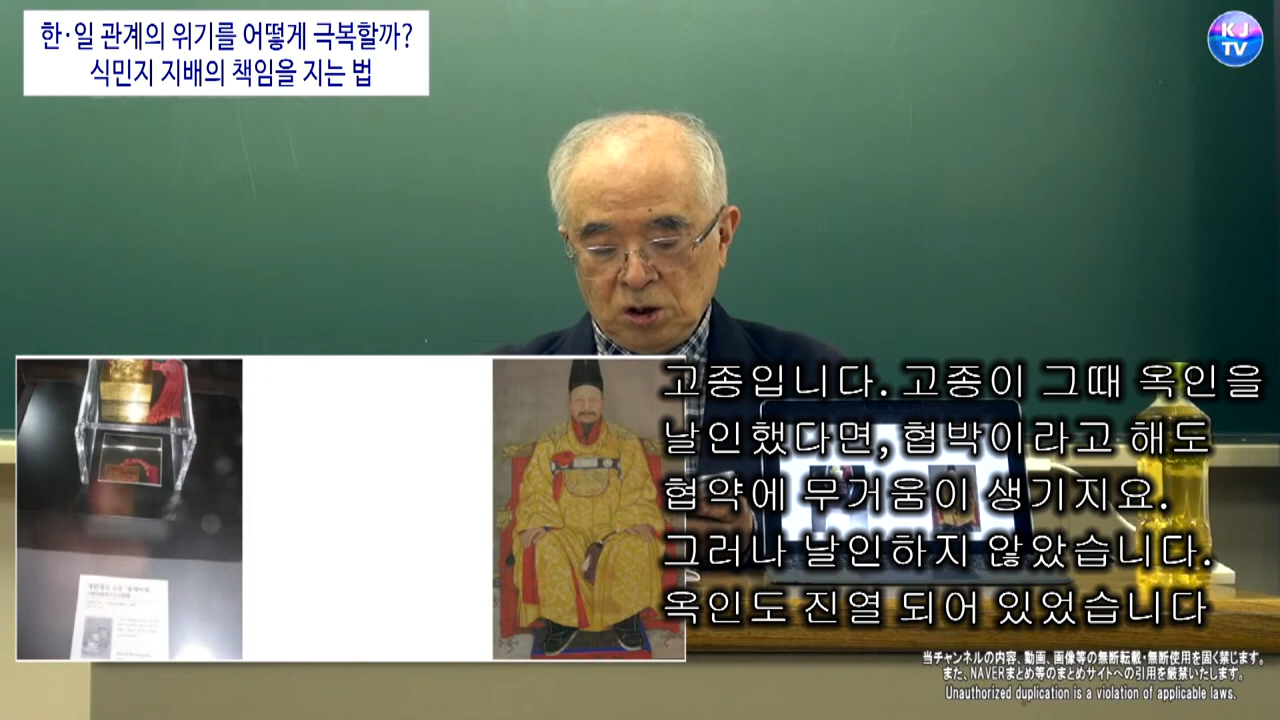 한·일 관계의 위기를 어떻게 극복할까?
식민지 지배의 책임을 지는 법
KJ
TV
고종입니다. 고종이 그때 옥인을
날인했다면, 협박이라고 해도
협약에 무거움이 생기지요.
그러나 날인하지 않았습니다.
옥인도 진열 되어 있었습니다
当チャンネルの内容、動画、画像等の無断転載・無断使用を固く禁じます。
また、NAVERまとめ等のまとめサイトへの引用を厳禁いたします。
Unauthorized duplication is a violation of applicable laws.